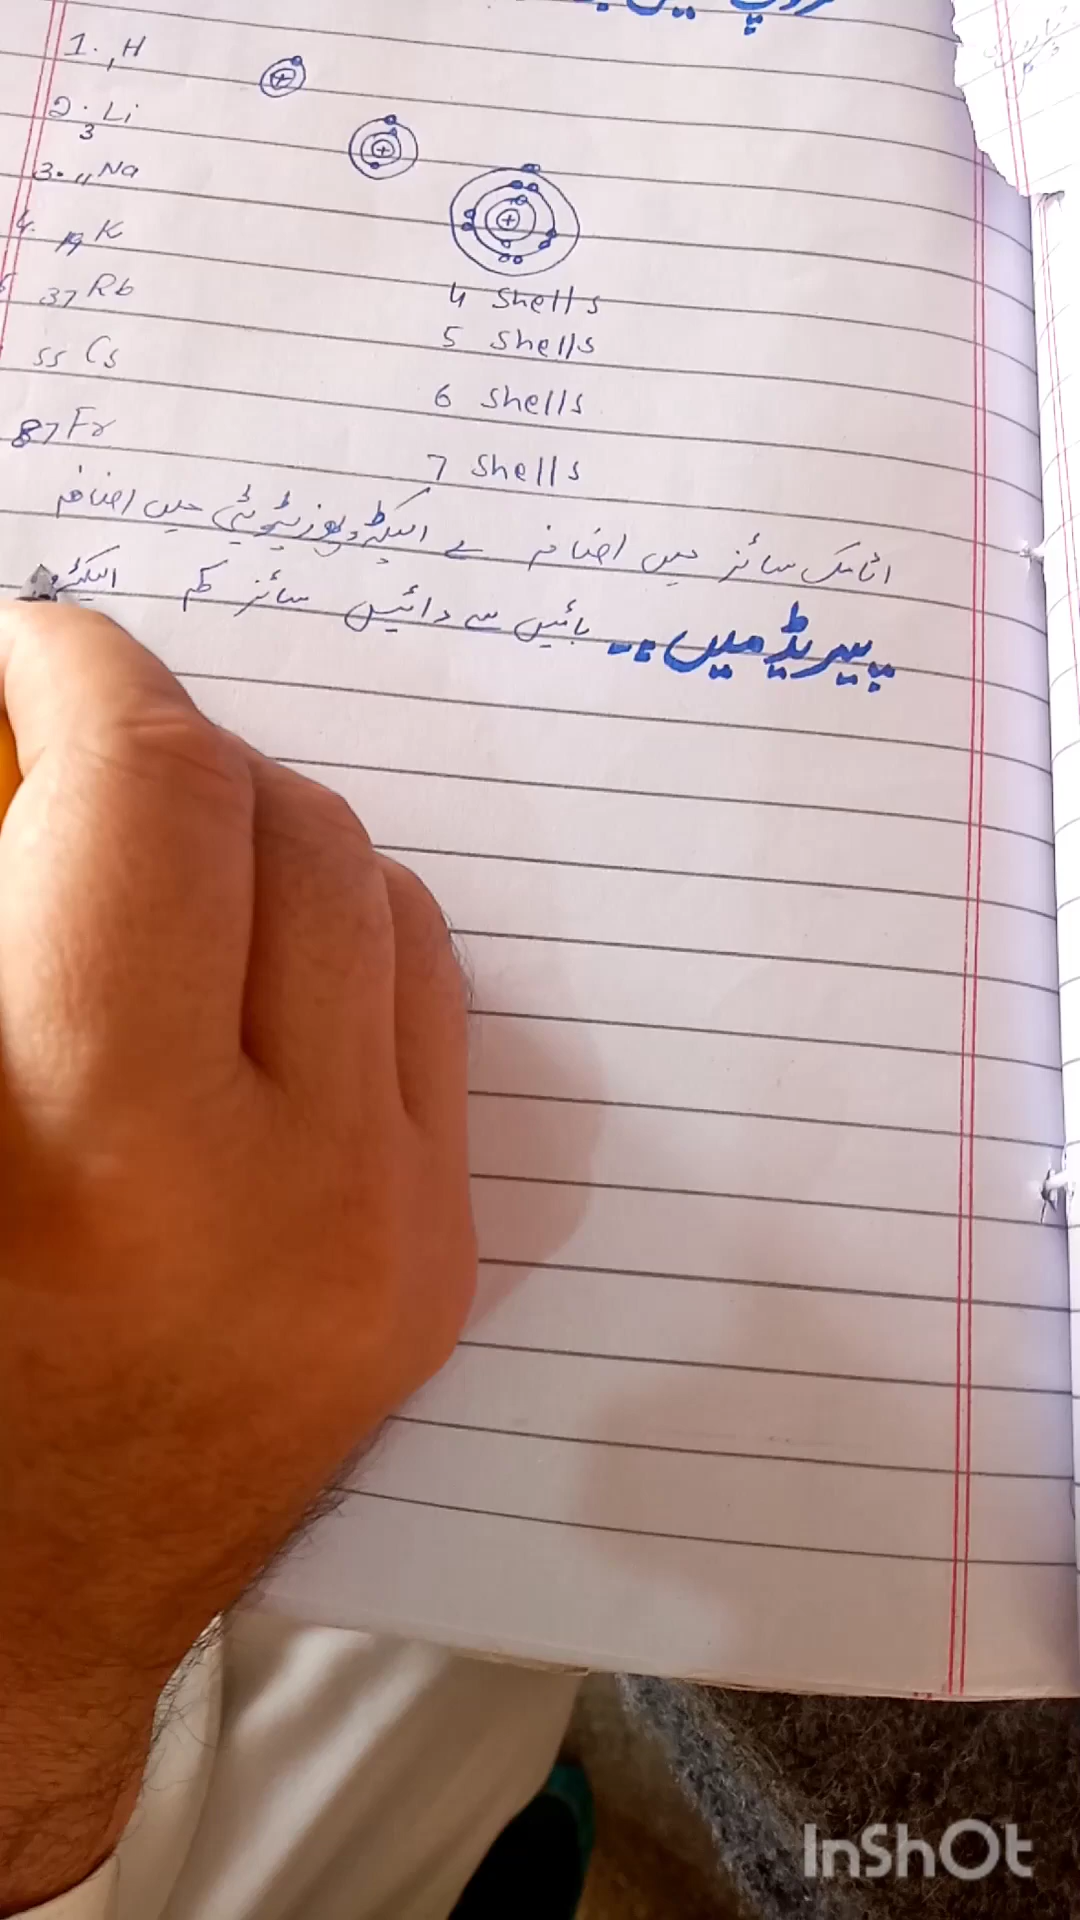 1. 1H
2. 3Li
3. 11Na
4. 19K
37Rb
4 Shells
5 Shells
55Cs
6 Shells
87Fr
7 Shells
اٹامک سائز میں اضافہ سے الیکٹروپوزیٹیویٹی میں اضافہ
پیریڈ میں :- بائیں سے دائیں سائز کم الیکٹرو
InShOt